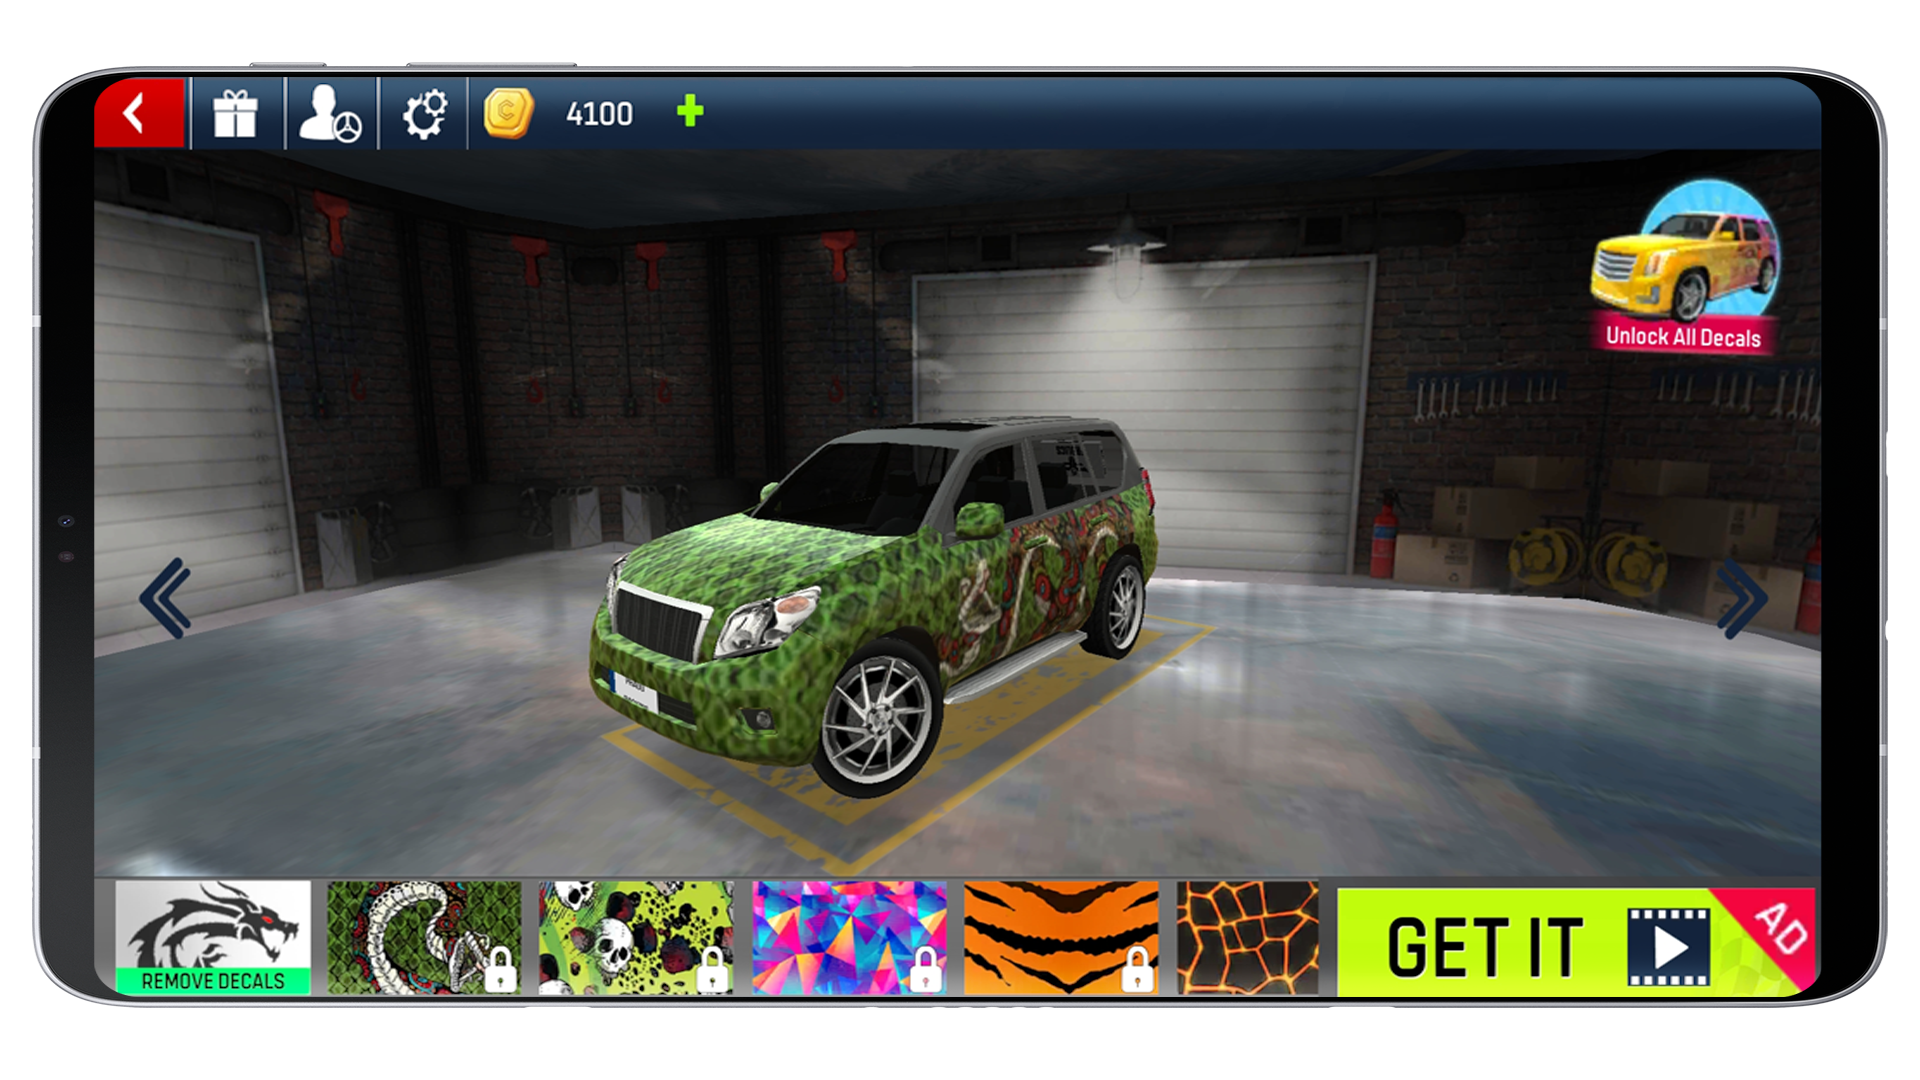 4100
Unlock All Decals
REMOVE DECALS
GET IT
AD